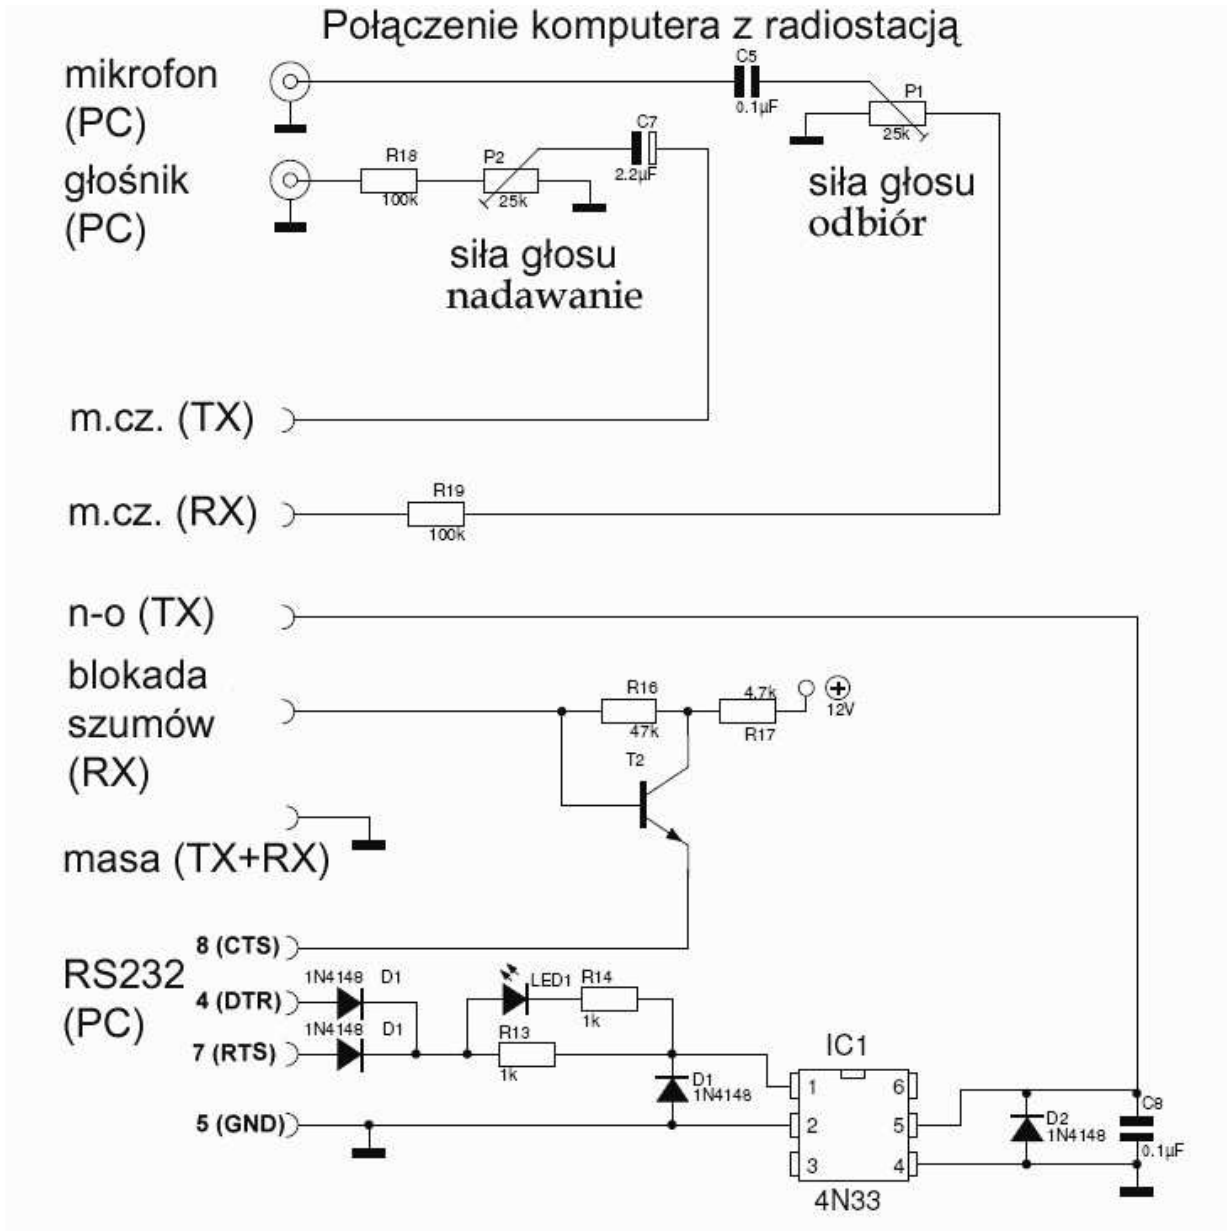 Połączenie komputera z radiostacją
mikrofon
(PC)
C5
0.1µF
P1
25k
głośnik
(PC)
R18
100k
P2
25k
C7
2.2µF
siła głosu
odbiór
siła głosu
nadawanie
m.cz. (TX)
m.cz. (RX)
R19
100k
n-o (TX)
blokada
szumów
(RX)
R16
47k
4.7k
R17
12V
T2
masa (TX+RX)
RS232
(PC)
8 (CTS)
4 (DTR)
7 (RTS)
5 (GND)
1N4148 D1
1N4148 D1
LED1
R14
1k
R13
1k
D1
1N4148
IC1
1 6
2 5
3 4
4N33
D2
1N4148
C8
0.1µF